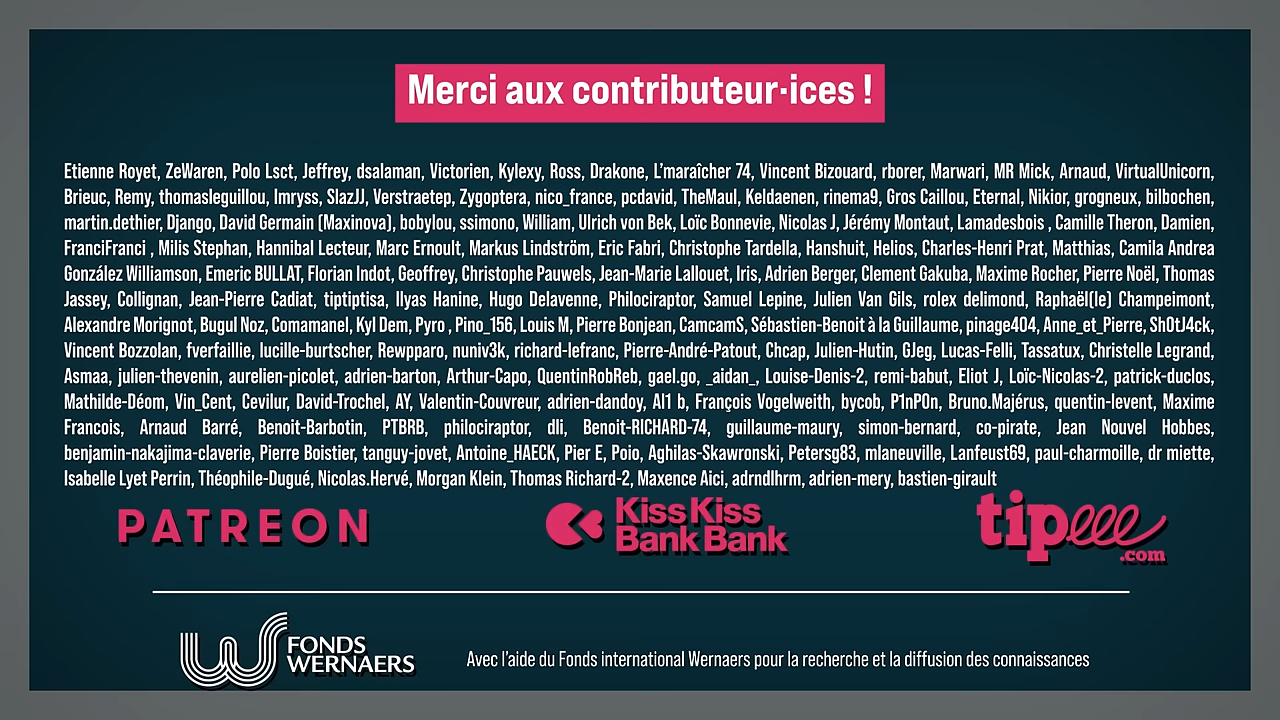 Merci aux contributeur·ices !
Etienne Royet, ZeWaren, Polo Lsct, Jeffrey, dsalaman, Victorien, Kylexy, Ross, Drakone, L'maraîcher 74, Vincent Bizouard, rborer, Marwari, MR Mick, Arnaud, VirtualUnicorn,
Brieuc, Remy, thomasleguillou, Imryss, SlazJJ, Verstraetep, Zygoptera, nico_france, pcdavid, TheMaul, Keldaenen, rinema9, Gros Caillou, Eternal, Nikior, grogneux, bilbochen,
martin.dethier, Django, David Germain (Maxinova), bobylou, ssimono, William, Ulrich von Bek, Loïc Bonnevie, Nicolas J, Jérémy Montaut, Lamadesbois , Camille Theron, Damien,
FranciFranci , Milis Stephan, Hannibal Lecteur, Marc Ernoult, Markus Lindström, Eric Fabri, Christophe Tardella, Hanshuit, Helios, Charles-Henri Prat, Matthias, Camila Andrea
González Williamson, Emeric BULLAT, Florian Indot, Geoffrey, Christophe Pauwels, Jean-Marie Lallouet, Iris, Adrien Berger, Clement Gakuba, Maxime Rocher, Pierre Noël, Thomas
Jassey, Collignan, Jean-Pierre Cadiat, tiptiptisa, Ilyas Hanine, Hugo Delavenne, Philociraptor, Samuel Lepine, Julien Van Gils, rolex delimond, Raphaël(le) Champeimont,
Alexandre Morignot, Bugul Noz, Comamanel, Kyl Dem, Pyro , Pino_156, Louis M, Pierre Bonjean, CamcamS, Sébastien-Benoit à la Guillaume, pinage404, Anne_et_Pierre, Sh0tJ4ck,
Vincent Bozzolan, fverfaillie, lucille-burtscher, Rewpparo, nuniv3k, richard-lefranc, Pierre-André-Patout, Chcap, Julien-Hutin, GJeg, Lucas-Felli, Tassatux, Christelle Legrand,
Asmaa, julien-thevenin, aurelien-picolet, adrien-barton, Arthur-Capo, QuentinRobReb, gael.go, _aidan_, Louise-Denis-2, remi-babut, Eliot J, Loïc-Nicolas-2, patrick-duclos,
Mathilde-Déom, Vin_Cent, Cevilur, David-Trochel, AY, Valentin-Couvreur, adrien-dandoy, Al1 b, François Vogelweith, bycob, P1nP0n, Bruno.Majérus, quentin-levent, Maxime
Francois, Arnaud Barré, Benoit-Barbotin, PTBRB, philociraptor, dli, Benoit-RICHARD-74, guillaume-maury, simon-bernard, co-pirate, Jean Nouvel Hobbes,
benjamin-nakajima-claverie, Pierre Boistier, tanguy-jovet, Antoine_HAECK, Pier E, Poio, Aghilas-Skawronski, Petersg83, mlaneuville, Lanfeust69, paul-charmoille, dr miette,
Isabelle Lyet Perrin, Théophile-Dugué, Nicolas.Hervé, Morgan Klein, Thomas Richard-2, Maxence Aici, adrndlhrm, adrien-mery, bastien-girault
PATREON
KissKiss
BankBank
tipeee
.com
FONDS
WERNAERS
Avec l'aide du Fonds international Wernaers pour la recherche et la diffusion des connaissances